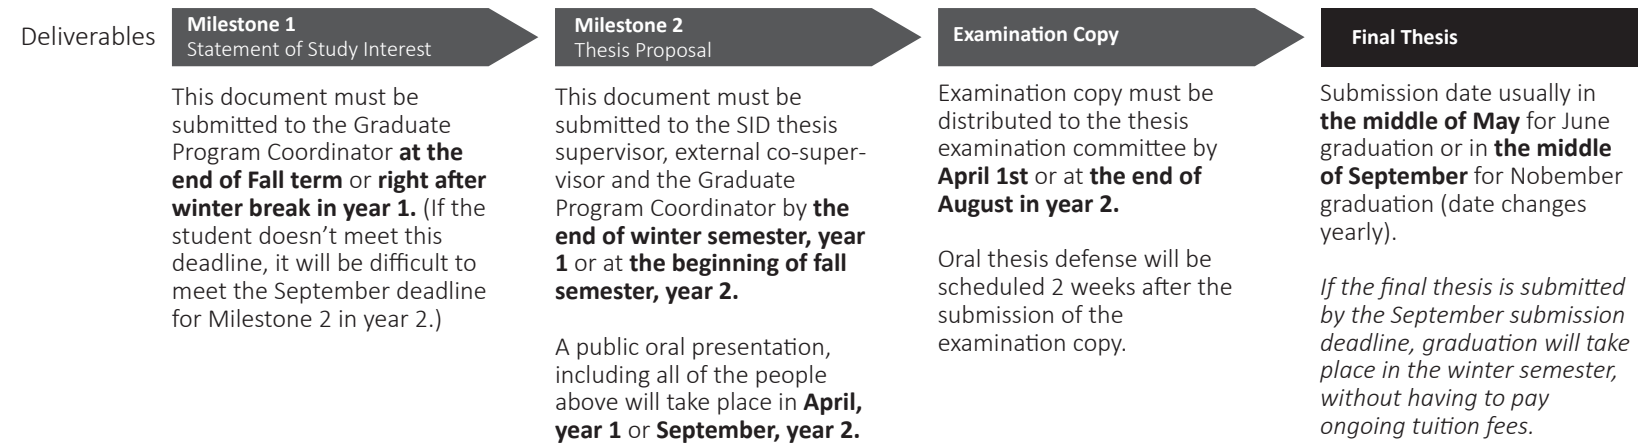 Deliverables
Milestone 1
Statement of Study Interest
This document must be
submitted to the Graduate
Program Coordinator at the
end of Fall term or right after
winter break in year 1. (If the
student doesn’t meet this
deadline, it will be difficult to
meet the September deadline
for Milestone 2 in year 2.)
Milestone 2
Thesis Proposal
This document must be
submitted to the SID thesis
supervisor, external co-super-
visor and the Graduate
Program Coordinator by the
end of winter semester, year
1 or at the beginning of fall
semester, year 2.
A public oral presentation,
including all of the people
above will take place in April,
year 1 or September, year 2.
Examination Copy
Examination copy must be
distributed to the thesis
examination committee by
April 1st or at the end of
August in year 2.
Oral thesis defense will be
scheduled 2 weeks after the
submission of the
examination copy.
Final Thesis
Submission date usually in
the middle of May for June
graduation or in the middle
of September for Nobember
graduation (date changes
yearly).
If the final thesis is submitted
by the September submission
deadline, graduation will take
place in the winter semester,
without having to pay
ongoing tuition fees.